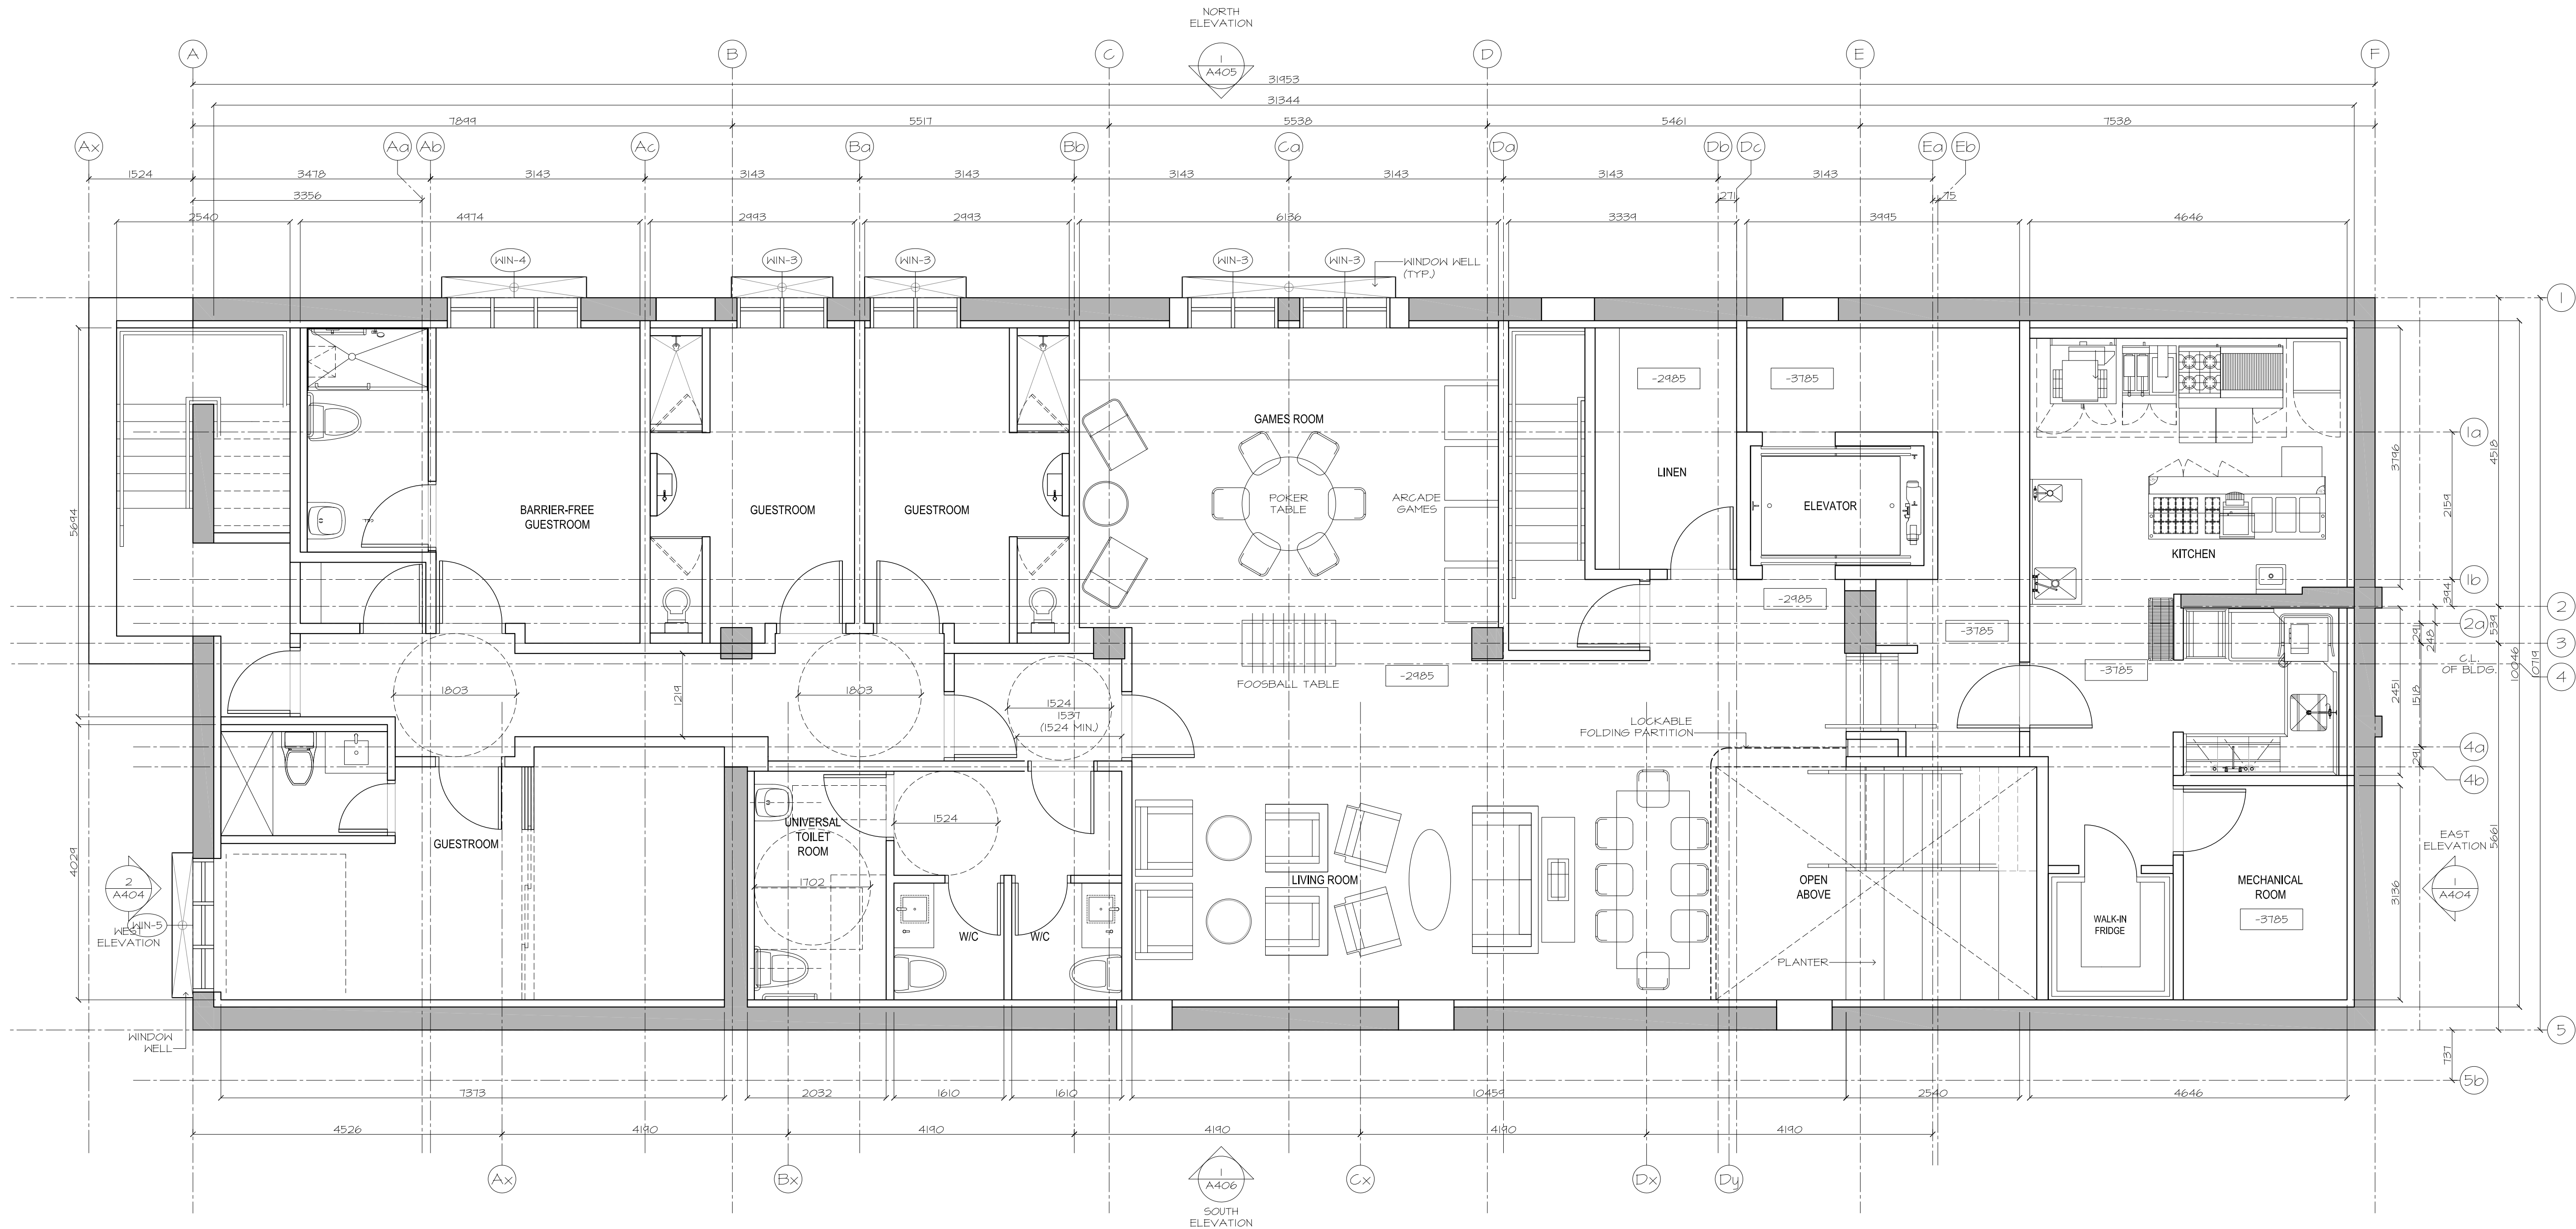 NORTH
ELEVATION
1
A405
A
B
C
D
E
F
31953
31344
7899
5517
5538
5461
7538
Ax
Aa
Ab
Ac
Ba
Bb
Ca
Da
Db
Dc
Ea
Eb
1524
3478
3143
3143
3143
3143
3143
3143
3143
3356
271
75
2540
4974
2993
2993
6136
3339
3995
4646
WIN-4
WIN-3
WIN-3
WIN-3
WIN-3
WINDOW WELL
(TYP.)
1
-2985
-3785
GAMES ROOM
1a
3796
4518
LINEN
POKER
TABLE
ARCADE
GAMES
ELEVATOR
BARRIER-FREE
GUESTROOM
GUESTROOM
GUESTROOM
2159
5694
KITCHEN
1b
394
-2985
2
2a
291
248
539
-3785
3
C.L.
OF BLDG.
4
10046
10719
-3785
-2985
FOOSBALL TABLE
1803
1219
1803
1524
1537
(1524 MIN.)
2451
1518
LOCKABLE
FOLDING PARTITION
4a
291
4b
1524
UNIVERSAL
TOILET
ROOM
GUESTROOM
4029
EAST
ELEVATION
5661
1
A404
2
A404
WIN-5
WEST
ELEVATION
1702
LIVING ROOM
OPEN
ABOVE
MECHANICAL
ROOM
-3785
3136
WALK-IN
FRIDGE
W/C
W/C
PLANTER
WINDOW
WELL
5
737
5b
7373
2032
1610
1610
10459
2540
4646
4526
4190
4190
4190
4190
4190
Ax
Bx
Cx
Dx
Dy
1
A406
SOUTH
ELEVATION